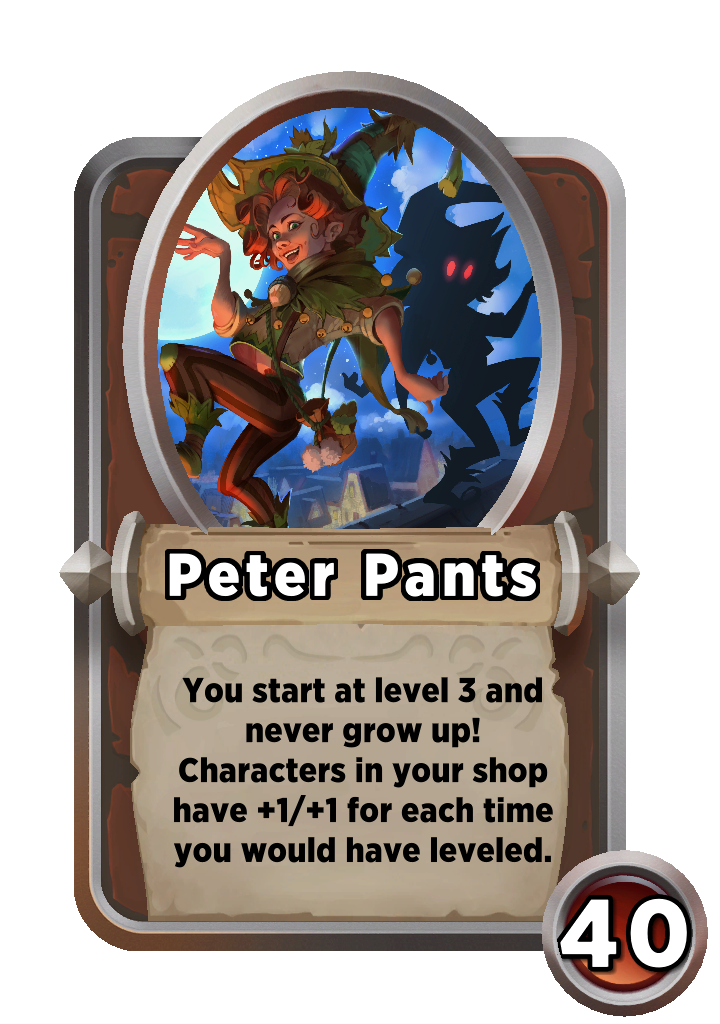 Peter Pants
You start at level 3 and
never grow up!
Characters in your shop
have +1/+1 for each time
you would have leveled.
40